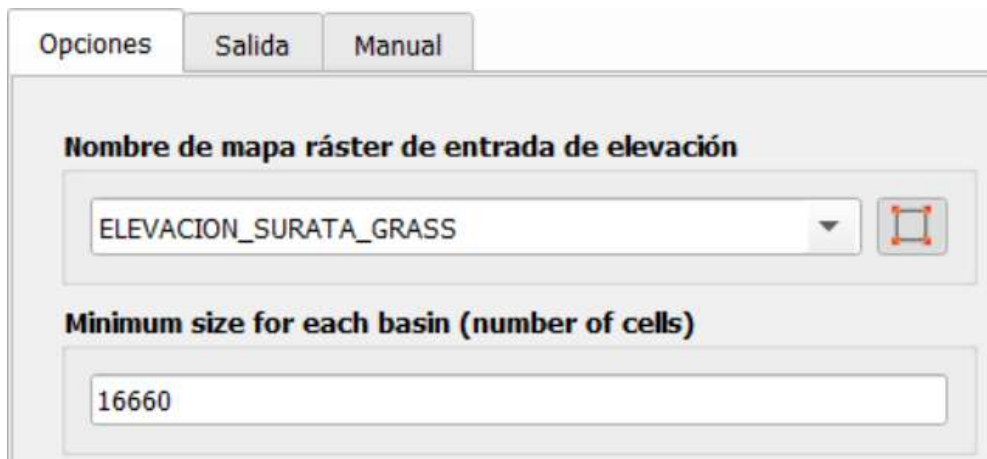 Opciones Salida Manual
Nombre de mapa ráster de entrada de elevación
ELEVACION_SURATA_GRASS
Minimum size for each basin (number of cells)
16660